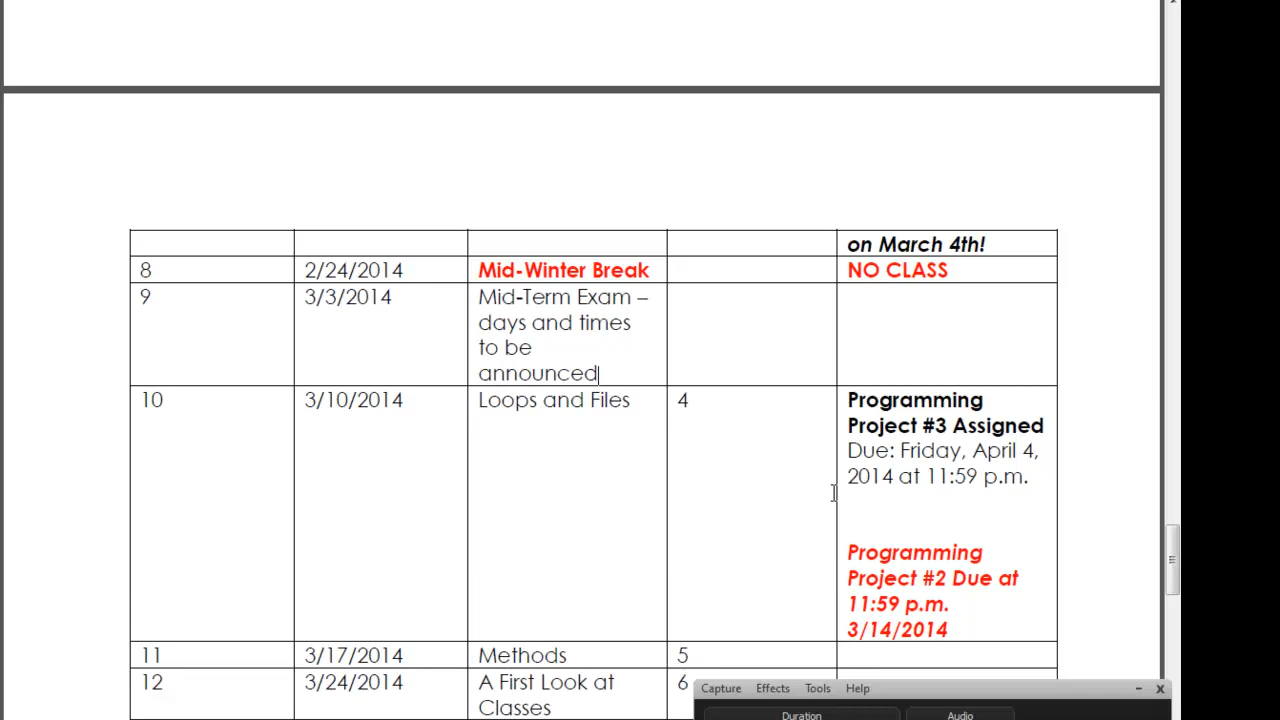 on March 4th!
8 2/24/2014 Mid-Winter Break NO CLASS
9 3/3/2014 Mid-Term Exam –
days and times
to be
announced
10 3/10/2014 Loops and Files 4 Programming
Project #3 Assigned
Due: Friday, April 4,
2014 at 11:59 p.m.
Programming
Project #2 Due at
11:59 p.m.
3/14/2014
11 3/17/2014 Methods 5
12 3/24/2014 A First Look at 6
Classes
Capture Effects Tools Help
Duration Audio